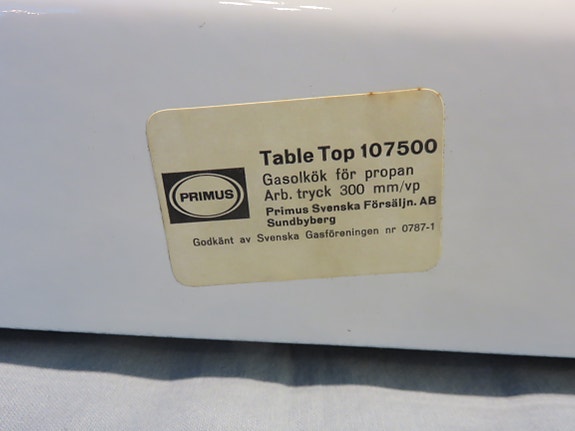 Table Top 107500
Gasolkök för propan
Arb. tryck 300 mm/vp
PRIMUS
Primus Svenska Försäljn. AB
Sundbyberg
Godkänt av Svenska Gasföreningen nr 0787-1